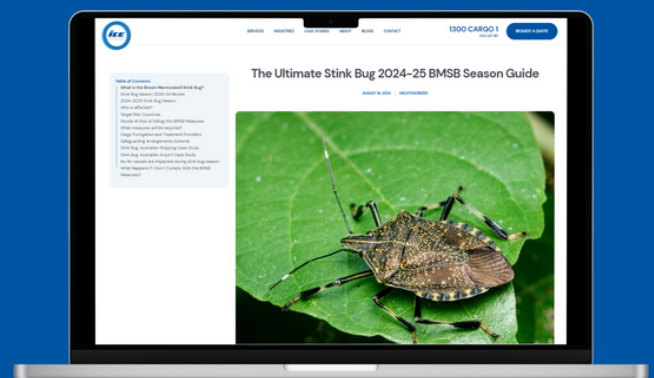 ICE
SERVICES INDUSTRIES CASE STUDIES ABOUT BLOGS CONTACT
1300 CARGO 1
REQUEST A QUOTE
The Ultimate Stink Bug 2024-25 BMSB Season Guide
AUGUST 16, 2024 | UNCATEGORIZED
Table of Contents
What is the Brown Marmorated Stink Bug?
Stink Bug Season 2023-24 Review
2024-2025 Stink Bug Season
Who is affected?
Target Risk Countries
Goods At Risk of Falling into BMSB Measures
What measures will be required?
Cargo Fumigation and Treatment Providers
Safeguarding Arrangements Scheme
Stink Bug: Australian Shipping Case Study
Stink Bug: Australian Airport Case Study
Ro-Ro vessels are impacted during stink bug season
What Happens if I Don't Comply With the BMSB
Measures?